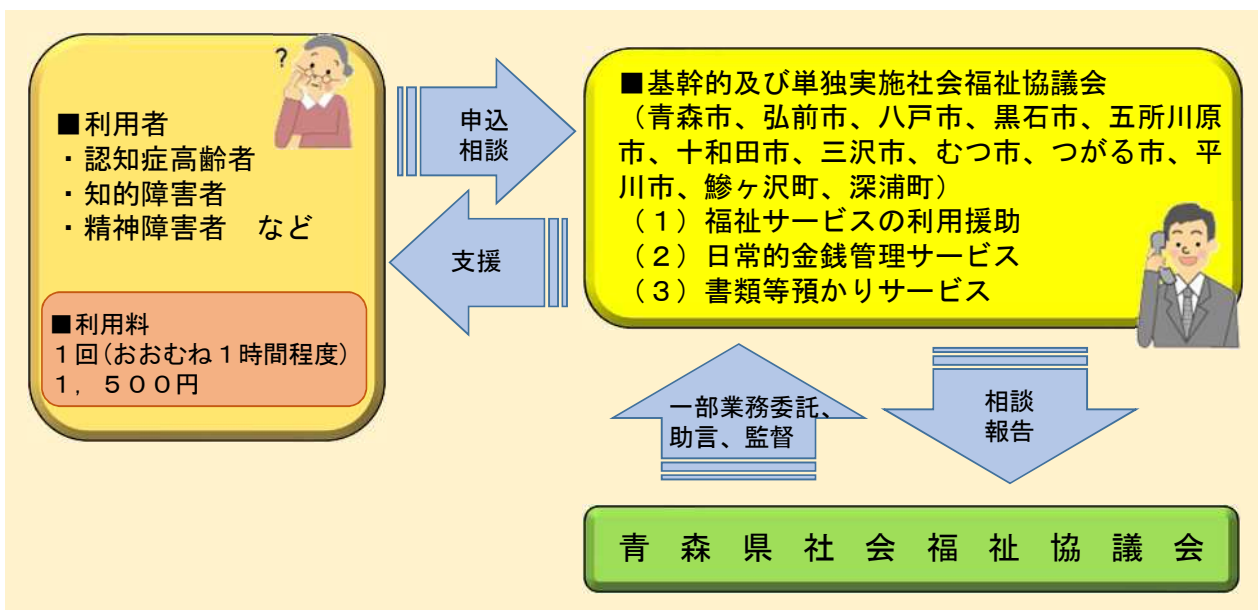 ?
■利用者
・認知症高齢者
・知的障害者
・精神障害者　など
■利用料
1回(おおむね1時間程度)
1，500円
申込
相談
支援
■基幹的及び単独実施社会福祉協議会
（青森市、弘前市、八戸市、黒石市、五所川原
市、十和田市、三沢市、むつ市、つがる市、平
川市、鰺ヶ沢町、深浦町）
（1）福祉サービスの利用援助
（2）日常的金銭管理サービス
（3）書類等預かりサービス
一部業務委託、
助言、監督
相談
報告
青森県社会福祉協議会